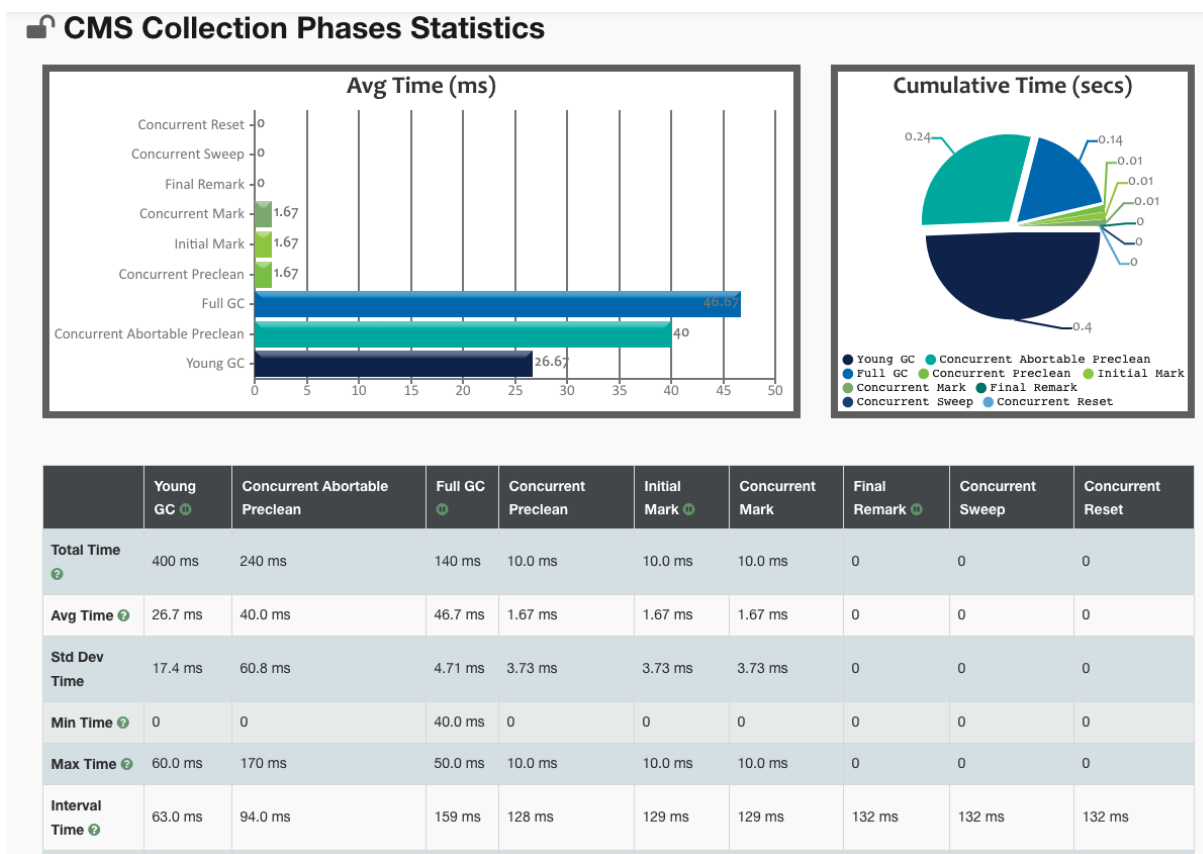 CMS Collection Phases Statistics
Avg Time (ms)
Concurrent Reset 0
Concurrent Sweep 0
Final Remark 0
Concurrent Mark 1.67
Initial Mark 1.67
Concurrent Preclean 1.67
Full GC 46.67
Concurrent Abortable Preclean 40
Young GC 26.67
0 5 10 15 20 25 30 35 40 45 50
Cumulative Time (secs)
0.24
0.14
0.01
0.01
0.01
0
0
0
0.4
Young GC Concurrent Abortable Preclean
Full GC Concurrent Preclean Initial Mark
Concurrent Mark Final Remark
Concurrent Sweep Concurrent Reset
Young GC Concurrent Abortable Preclean Full GC Concurrent Preclean Initial Mark Concurrent Mark Final Remark Concurrent Sweep Concurrent Reset
Total Time 400 ms 240 ms 140 ms 10.0 ms 10.0 ms 10.0 ms 0 0 0
Avg Time 26.7 ms 40.0 ms 46.7 ms 1.67 ms 1.67 ms 1.67 ms 0 0 0
Std Dev Time 17.4 ms 60.8 ms 4.71 ms 3.73 ms 3.73 ms 3.73 ms 0 0 0
Min Time 0 0 40.0 ms 0 0 0 0 0 0
Max Time 60.0 ms 170 ms 50.0 ms 10.0 ms 10.0 ms 10.0 ms 0 0 0
Interval Time 63.0 ms 94.0 ms 159 ms 128 ms 129 ms 129 ms 132 ms 132 ms 132 ms